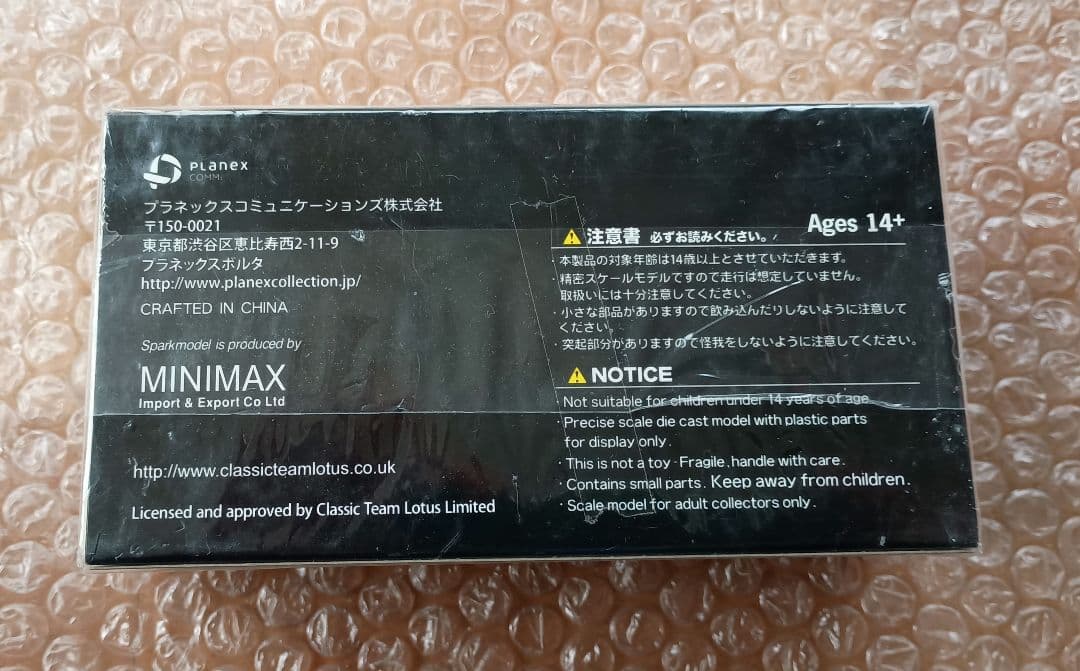 PLANEX
COMM.
プラネックスコミュニケーションズ株式会社
〒150-0021
東京都渋谷区恵比寿西2-11-9
プラネックスボルタ
http://www.planexcollection.jp/
CRAFTED IN CHINA
Sparkmodel is produced by
MINIMAX
Import & Export Co Ltd
http://www.classicteamlotus.co.uk
Licensed and approved by Classic Team Lotus Limited
Ages 14+
注意書 必ずお読みください。
・本製品の対象年齢は14歳以上とさせていただきます。
・精密スケールモデルですので走行は想定していません。
取扱いには十分注意してください。
・小さな部品がありますので飲み込んだりしないように注意して
ください。
・突起部分がありますので怪我をしないように注意してください。
NOTICE
・Not suitable for children under 14 years of age.
・Precise scale die cast model with plastic parts
for display only.
・This is not a toy・Fragile, handle with care.
・Contains small parts. Keep away from children.
・Scale model for adult collectors only.